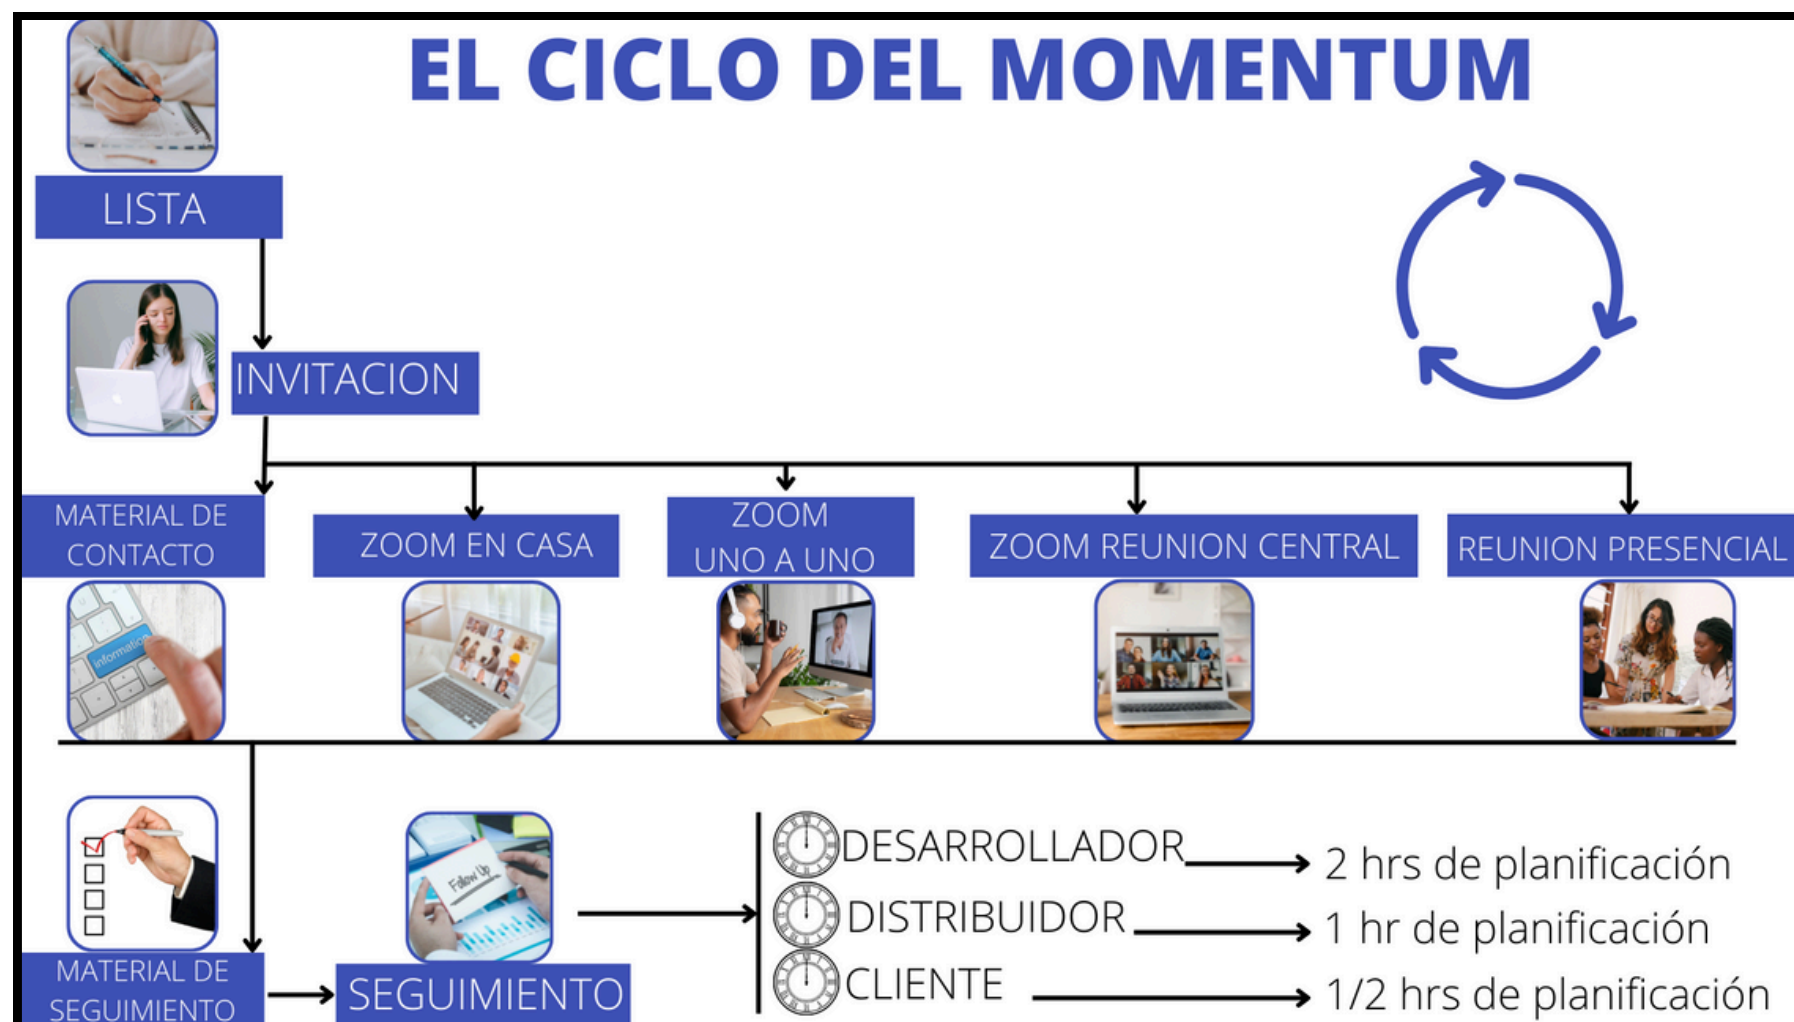 EL CICLO DEL MOMENTUM
LISTA
INVITACION
MATERIAL DE
CONTACTO
ZOOM EN CASA
ZOOM
UNO A UNO
ZOOM REUNION CENTRAL
REUNION PRESENCIAL
information
Follow Up
MATERIAL DE
SEGUIMIENTO
SEGUIMIENTO
DESARROLLADOR
2 hrs de planificación
DISTRIBUIDOR
1 hr de planificación
CLIENTE
1/2 hrs de planificación